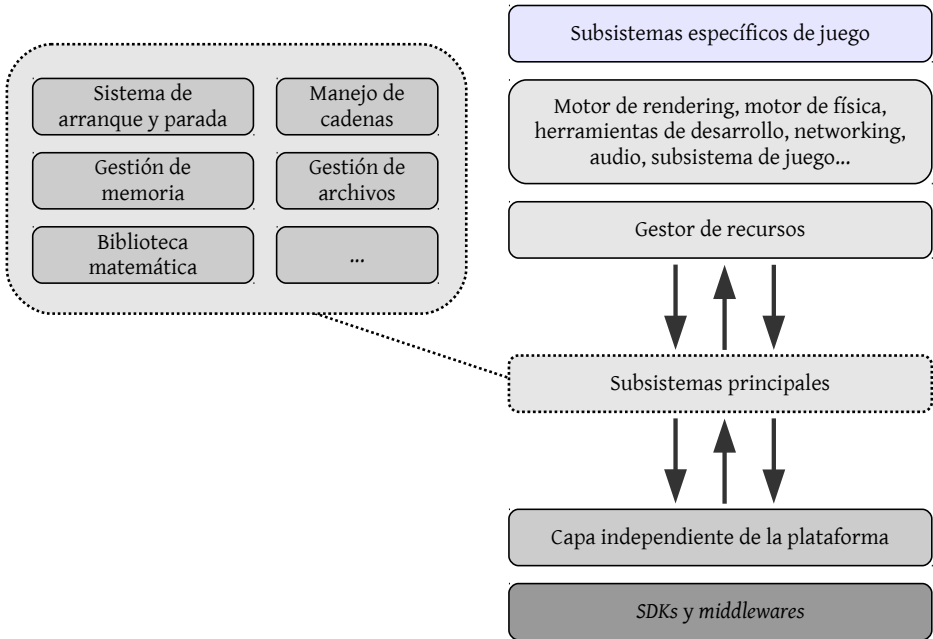 Subsistemas específicos de juego
Sistema de
arranque y parada
Manejo de
cadenas
Gestión de
memoria
Gestión de
archivos
Biblioteca
matemática
...
Motor de rendering, motor de física,
herramientas de desarrollo, networking,
audio, subsistema de juego...
Gestor de recursos
Subsistemas principales
Capa independiente de la plataforma
SDKs y middlewares